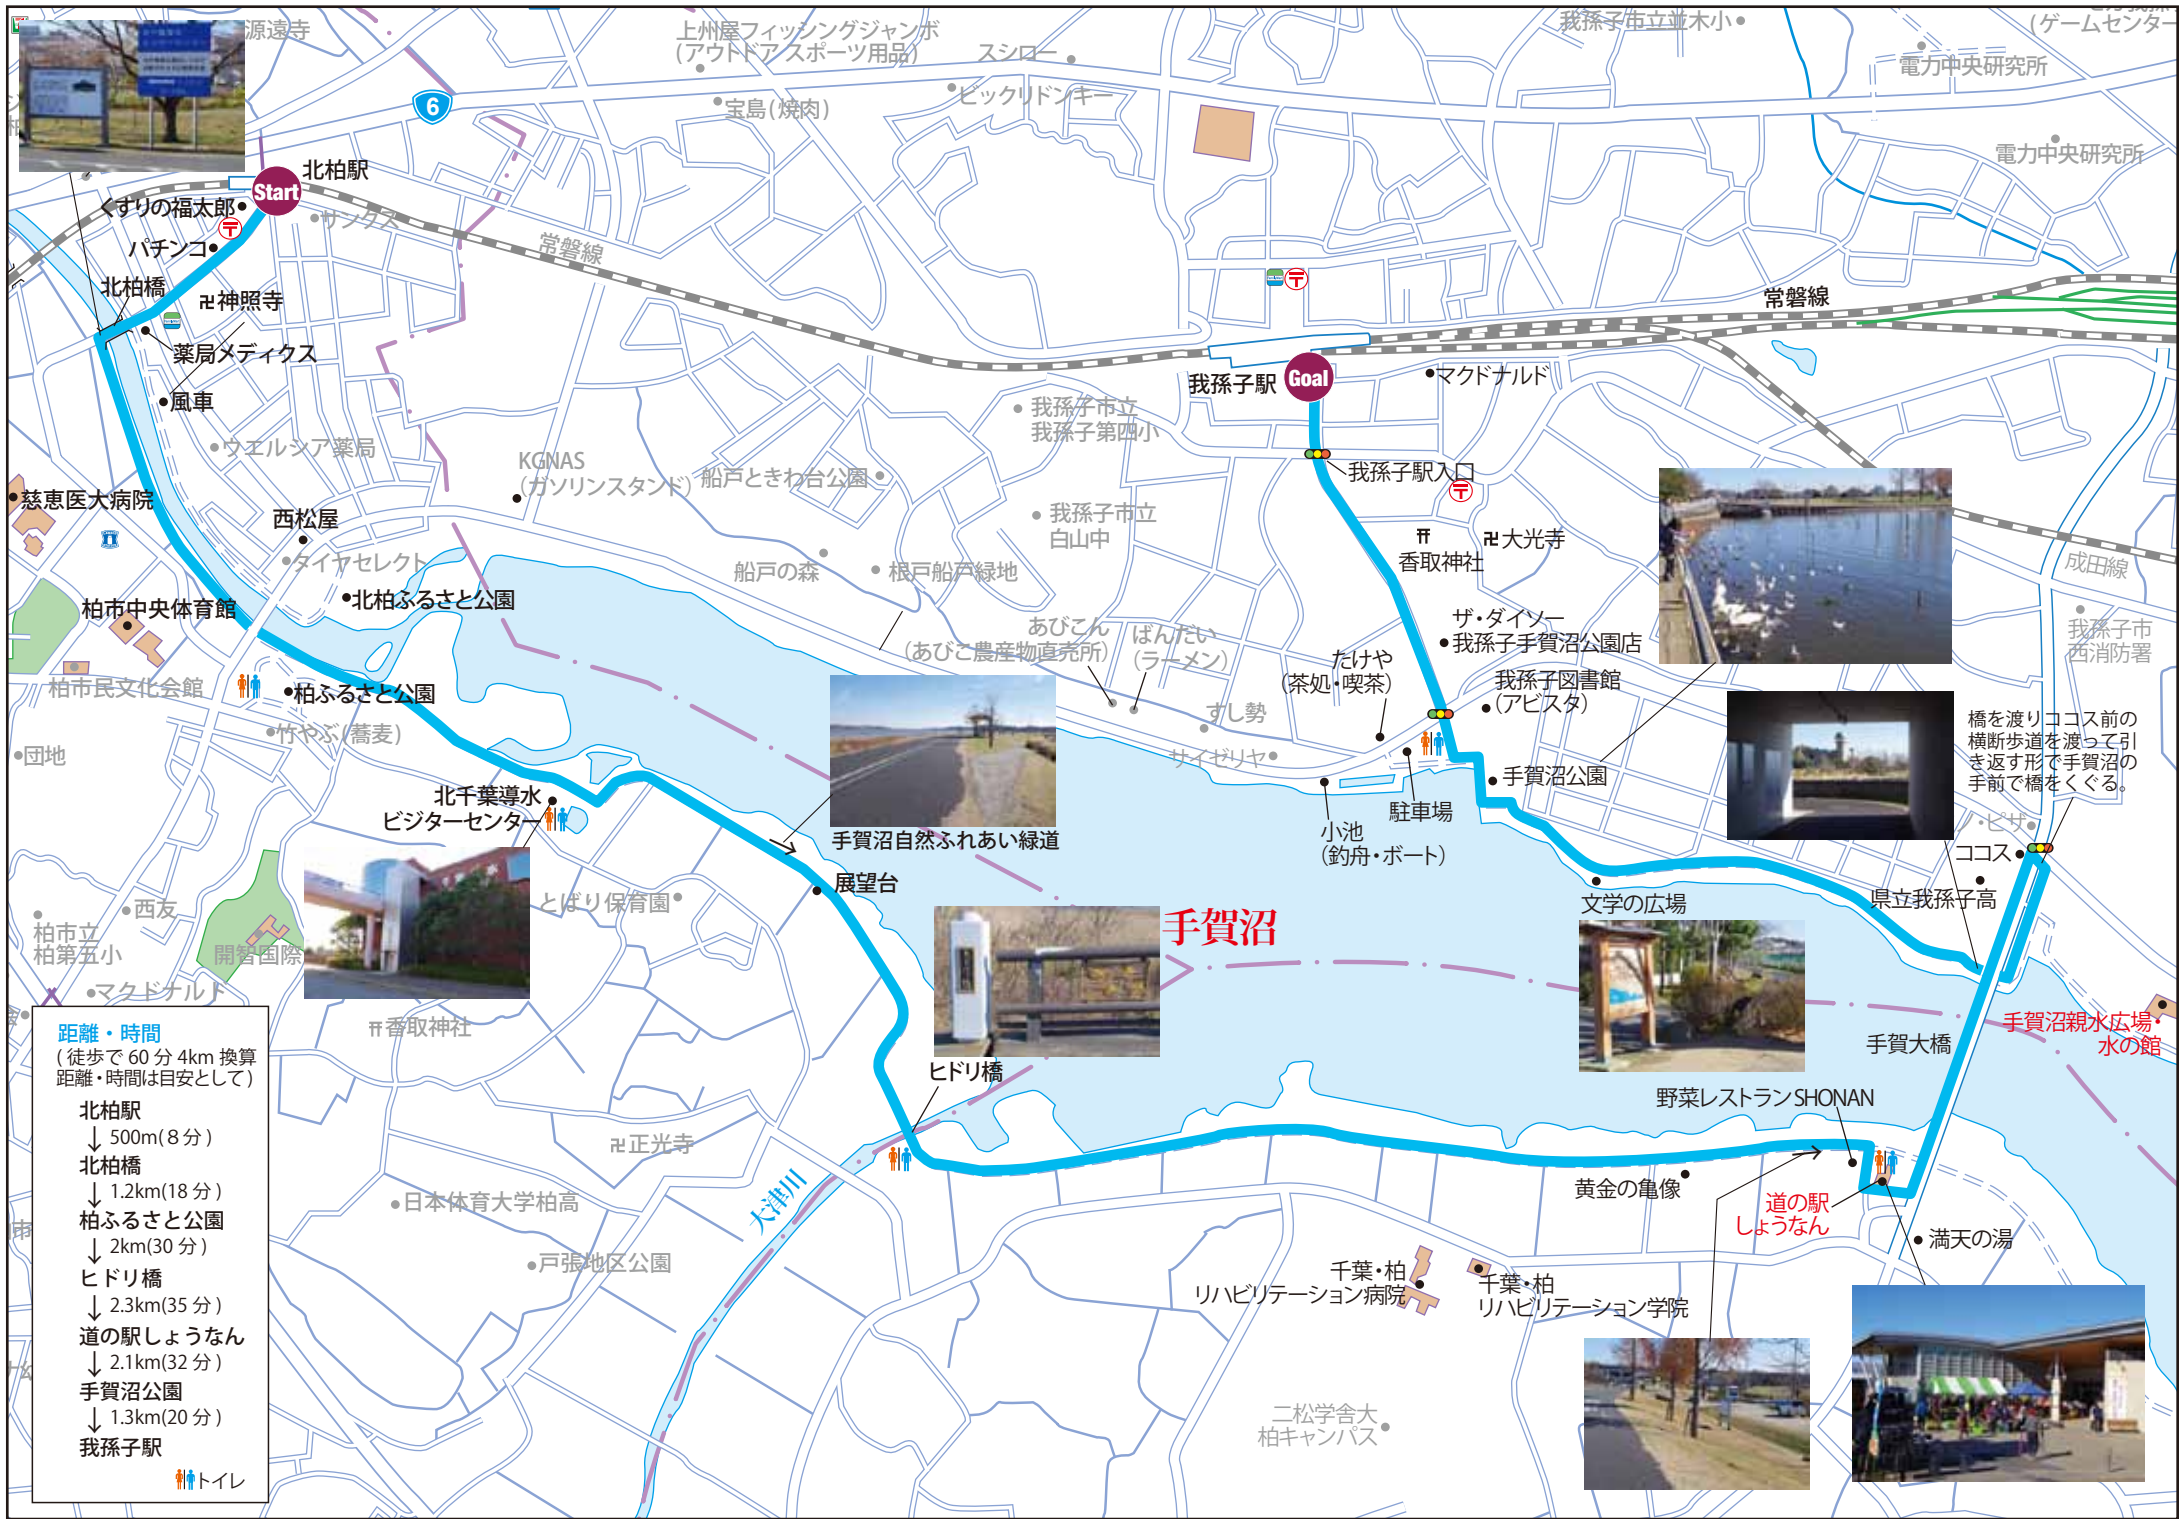 源遠寺
上州屋フィッシングジャンボ
(アウトドアスポーツ用品)
スシロー
我孫子市立並木小
(ゲームセンター
電力中央研究所
宝島(焼肉)
ビックリドンキー
6
電力中央研究所
北柏駅
Start
くすりの福太郎
サンクス
パチンコ
常磐線
北柏橋
卍神照寺
常磐線
薬局メディクス
我孫子駅
Goal
マクドナルド
風車
我孫子市立
我孫子第四小
ウエルシア薬局
KGNAS
(ガソリンスタンド)
船戸ときわ台公園
我孫子駅入口
慈恵医大病院
西松屋
我孫子市立
白山中
香取神社
卍大光寺
タイヤセレクト
船戸の森
根戸船戸緑地
成田線
北柏ふるさと公園
柏市中央体育館
あびこん
(あびこ農産物直売所)
ばんだい
(ラーメン)
ザ・ダイソー
我孫子手賀沼公園店
我孫子市
西消防署
たけや
(茶処・喫茶)
我孫子図書館
(アビスタ)
柏市民文化会館
柏ふるさと公園
すし勢
竹やぶ(蕎麦)
団地
サイゼリヤ
手賀沼公園
橋を渡りココス前の
横断歩道を渡って引
き返す形で手賀沼の
手前で橋をくぐる。
北千葉導水
ビジターセンター
駐車場
小池
(釣舟・ボート)
手賀沼自然ふれあい緑道
ノ・ピザ
ココス
展望台
とばり保育園
県立我孫子高
文学の広場
西友
柏市立
柏第五小
開智国際
手賀沼
マクドナルド
香取神社
手賀沼親水広場・
水の館
手賀大橋
ヒドリ橋
野菜レストラン SHONAN
卍正光寺
大津川
日本体育大学柏高
黄金の亀像
道の駅
しょうなん
満天の湯
戸張地区公園
千葉・柏
リハビリテーション病院
千葉・柏
リハビリテーション学院
二松学舎大
柏キャンパス
距離・時間
(徒歩で 60 分 4km 換算
距離・時間は目安として)
北柏駅
↓ 500m(8 分)
北柏橋
↓ 1.2km(18 分)
柏ふるさと公園
↓ 2km(30 分)
ヒドリ橋
↓ 2.3km(35 分)
道の駅しょうなん
↓ 2.1km(32 分)
手賀沼公園
↓ 1.3km(20 分)
我孫子駅
トイレ